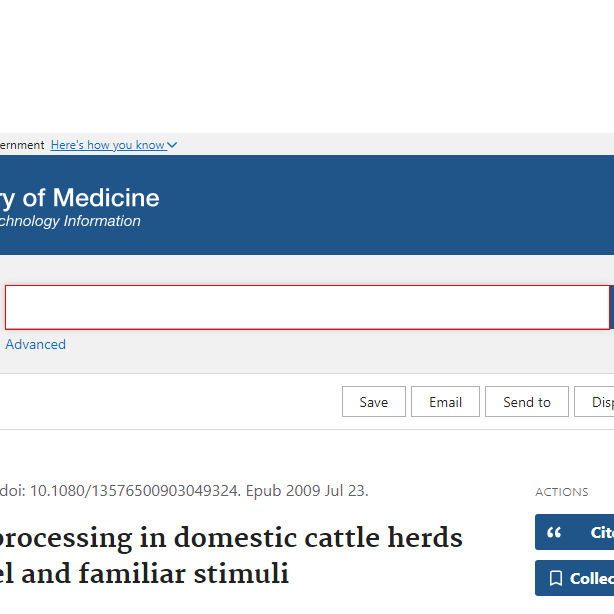 ernment Here's how you know
ry of Medicine
chnology Information
Advanced
Save Email Send to Disp
doi: 10.1080/13576500903049324. Epub 2009 Jul 23.
ACTIONS
processing in domestic cattle herds
Cite
el and familiar stimuli
Collec